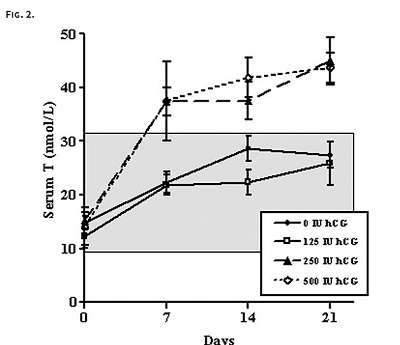 FIG. 2.
50
40
30
20
10
0
Serum T (nmol/L)
0 IU hCG
125 IU hCG
250 IU hCG
500 IU hCG
0 7 14 21
Days